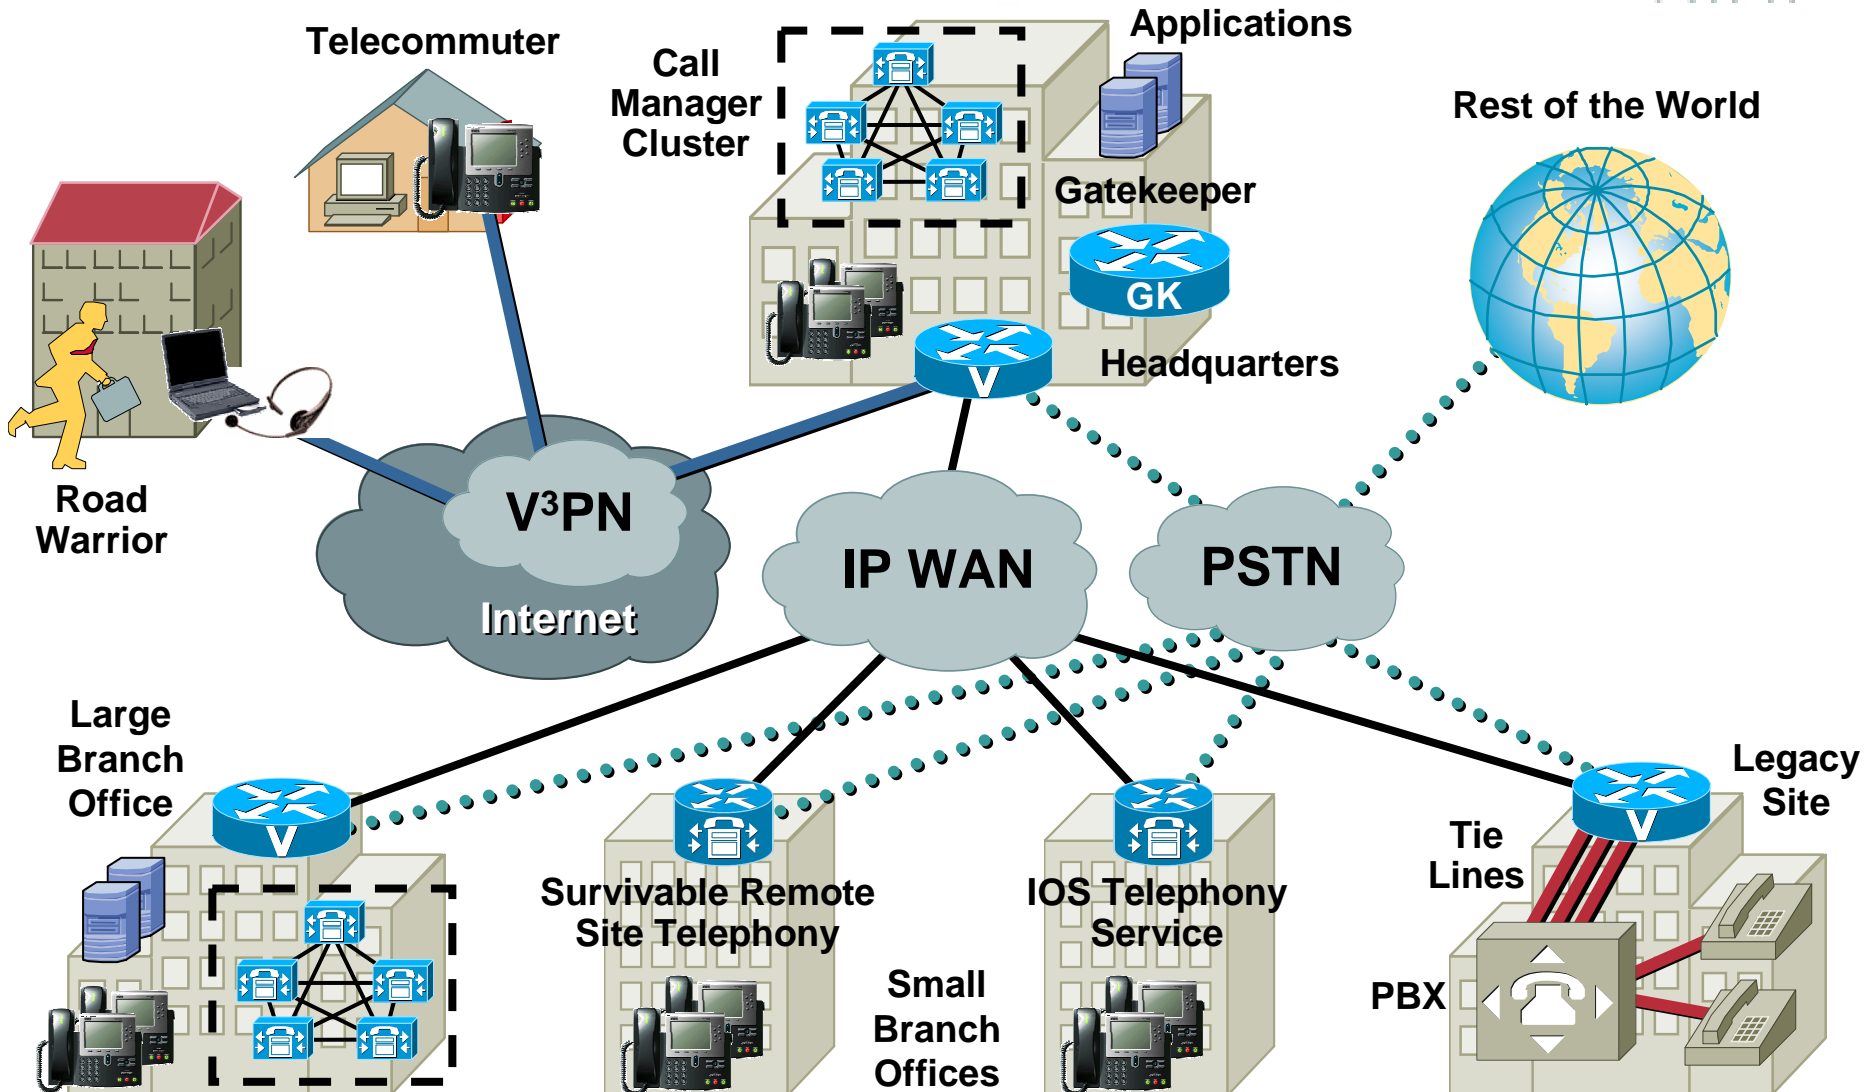 Telecommuter
Call
Manager
Cluster
Applications
Rest of the World
Gatekeeper
GK
Headquarters
V
Road
Warrior
V³PN
Internet
IP WAN
PSTN
Large
Branch
Office
V
Survivable Remote
Site Telephony
IOS Telephony
Service
Small
Branch
Offices
Legacy
Site
V
Tie
Lines
PBX